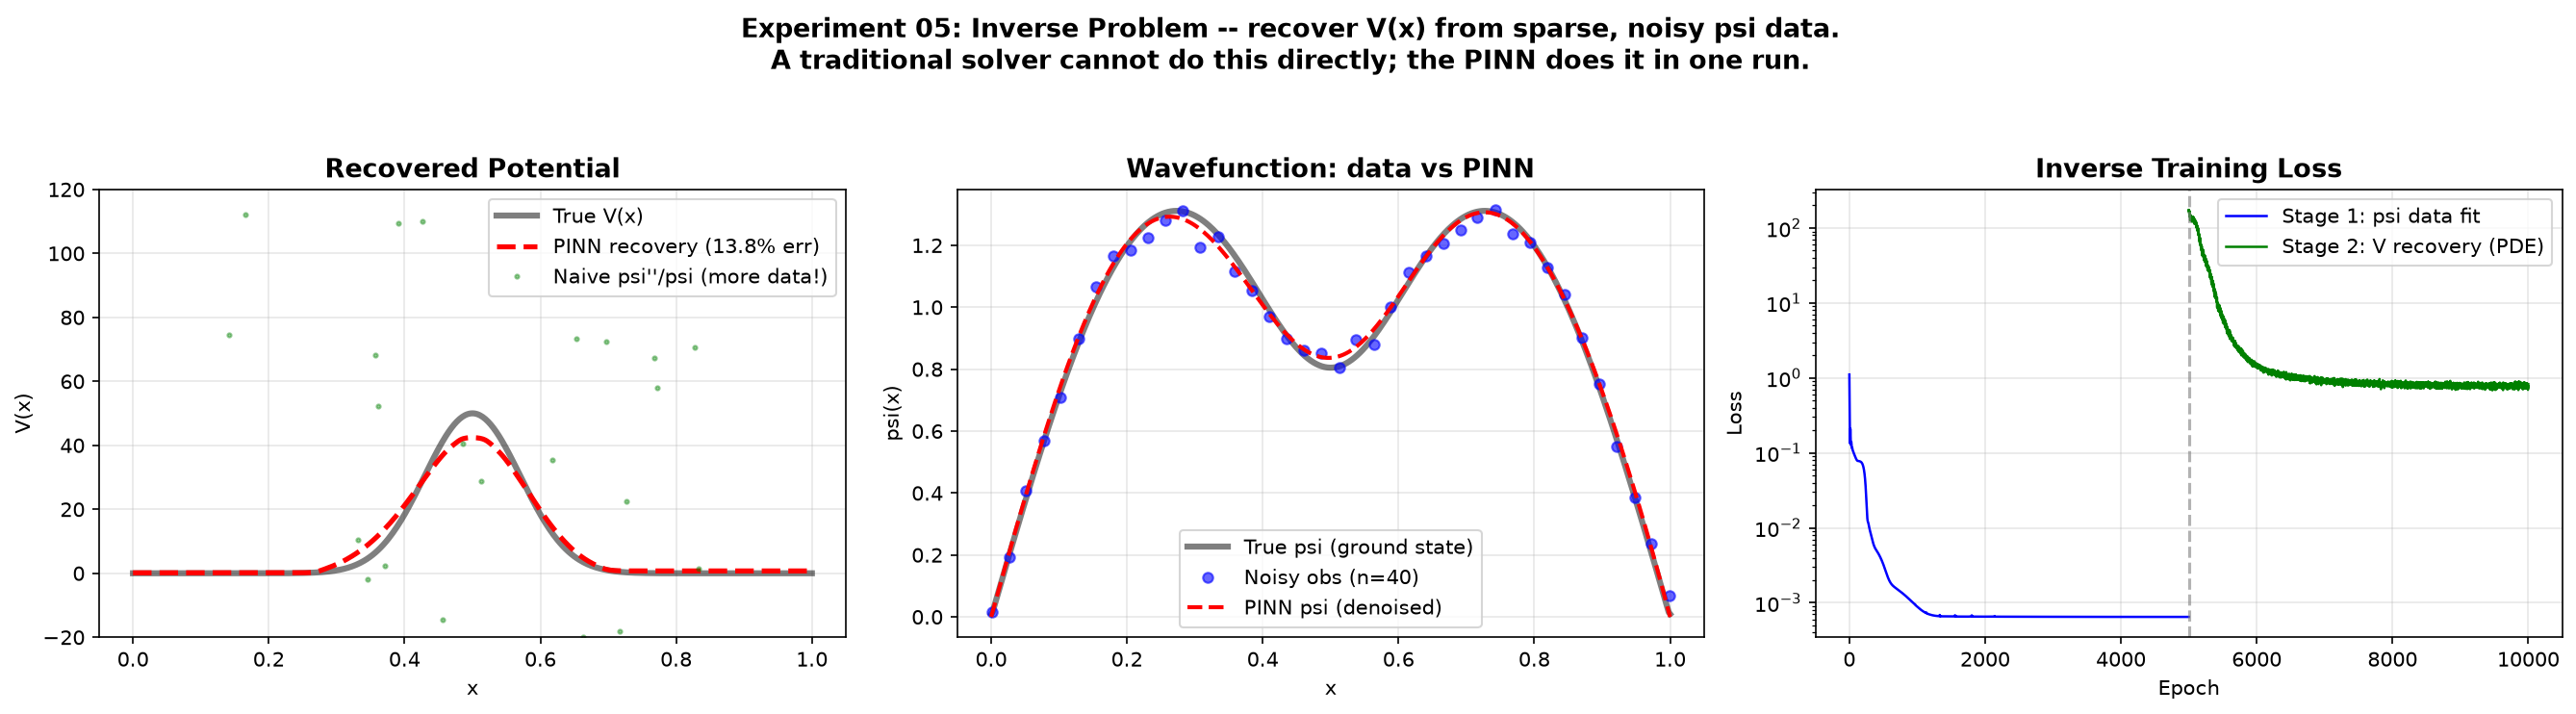 Experiment 05: Inverse Problem -- recover V(x) from sparse, noisy psi data.
A traditional solver cannot do this directly; the PINN does it in one run.
Recovered Potential
V(x)
120
100
80
60
40
20
0
−20
True V(x)
PINN recovery (13.8% err)
Naive psi''/psi (more data!)
0.0 0.2 0.4 0.6 0.8 1.0
x
Wavefunction: data vs PINN
psi(x)
1.2
1.0
0.8
0.6
0.4
0.2
0.0
True psi (ground state)
Noisy obs (n=40)
PINN psi (denoised)
0.0 0.2 0.4 0.6 0.8 1.0
x
Inverse Training Loss
Loss
10²
10¹
10⁰
10⁻¹
10⁻²
10⁻³
Stage 1: psi data fit
Stage 2: V recovery (PDE)
0 2000 4000 6000 8000 10000
Epoch